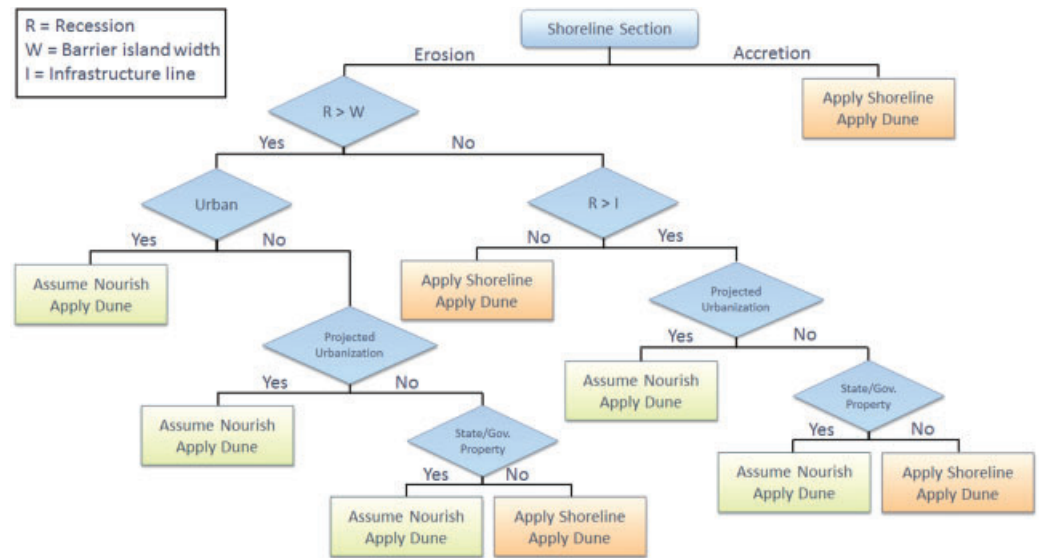 R = Recession
W = Barrier island width
I = Infrastructure line
Shoreline Section
Erosion
Accretion
R > W
Apply Shoreline
Apply Dune
Yes
No
Urban
R > I
Yes
No
No
Yes
Assume Nourish
Apply Dune
Apply Shoreline
Apply Dune
Projected
Urbanization
Projected
Urbanization
Yes
No
Yes
No
Assume Nourish
Apply Dune
State/Gov.
Property
Assume Nourish
Apply Dune
State/Gov.
Property
Yes
No
Yes
No
Assume Nourish
Apply Dune
Apply Shoreline
Apply Dune
Assume Nourish
Apply Dune
Apply Shoreline
Apply Dune